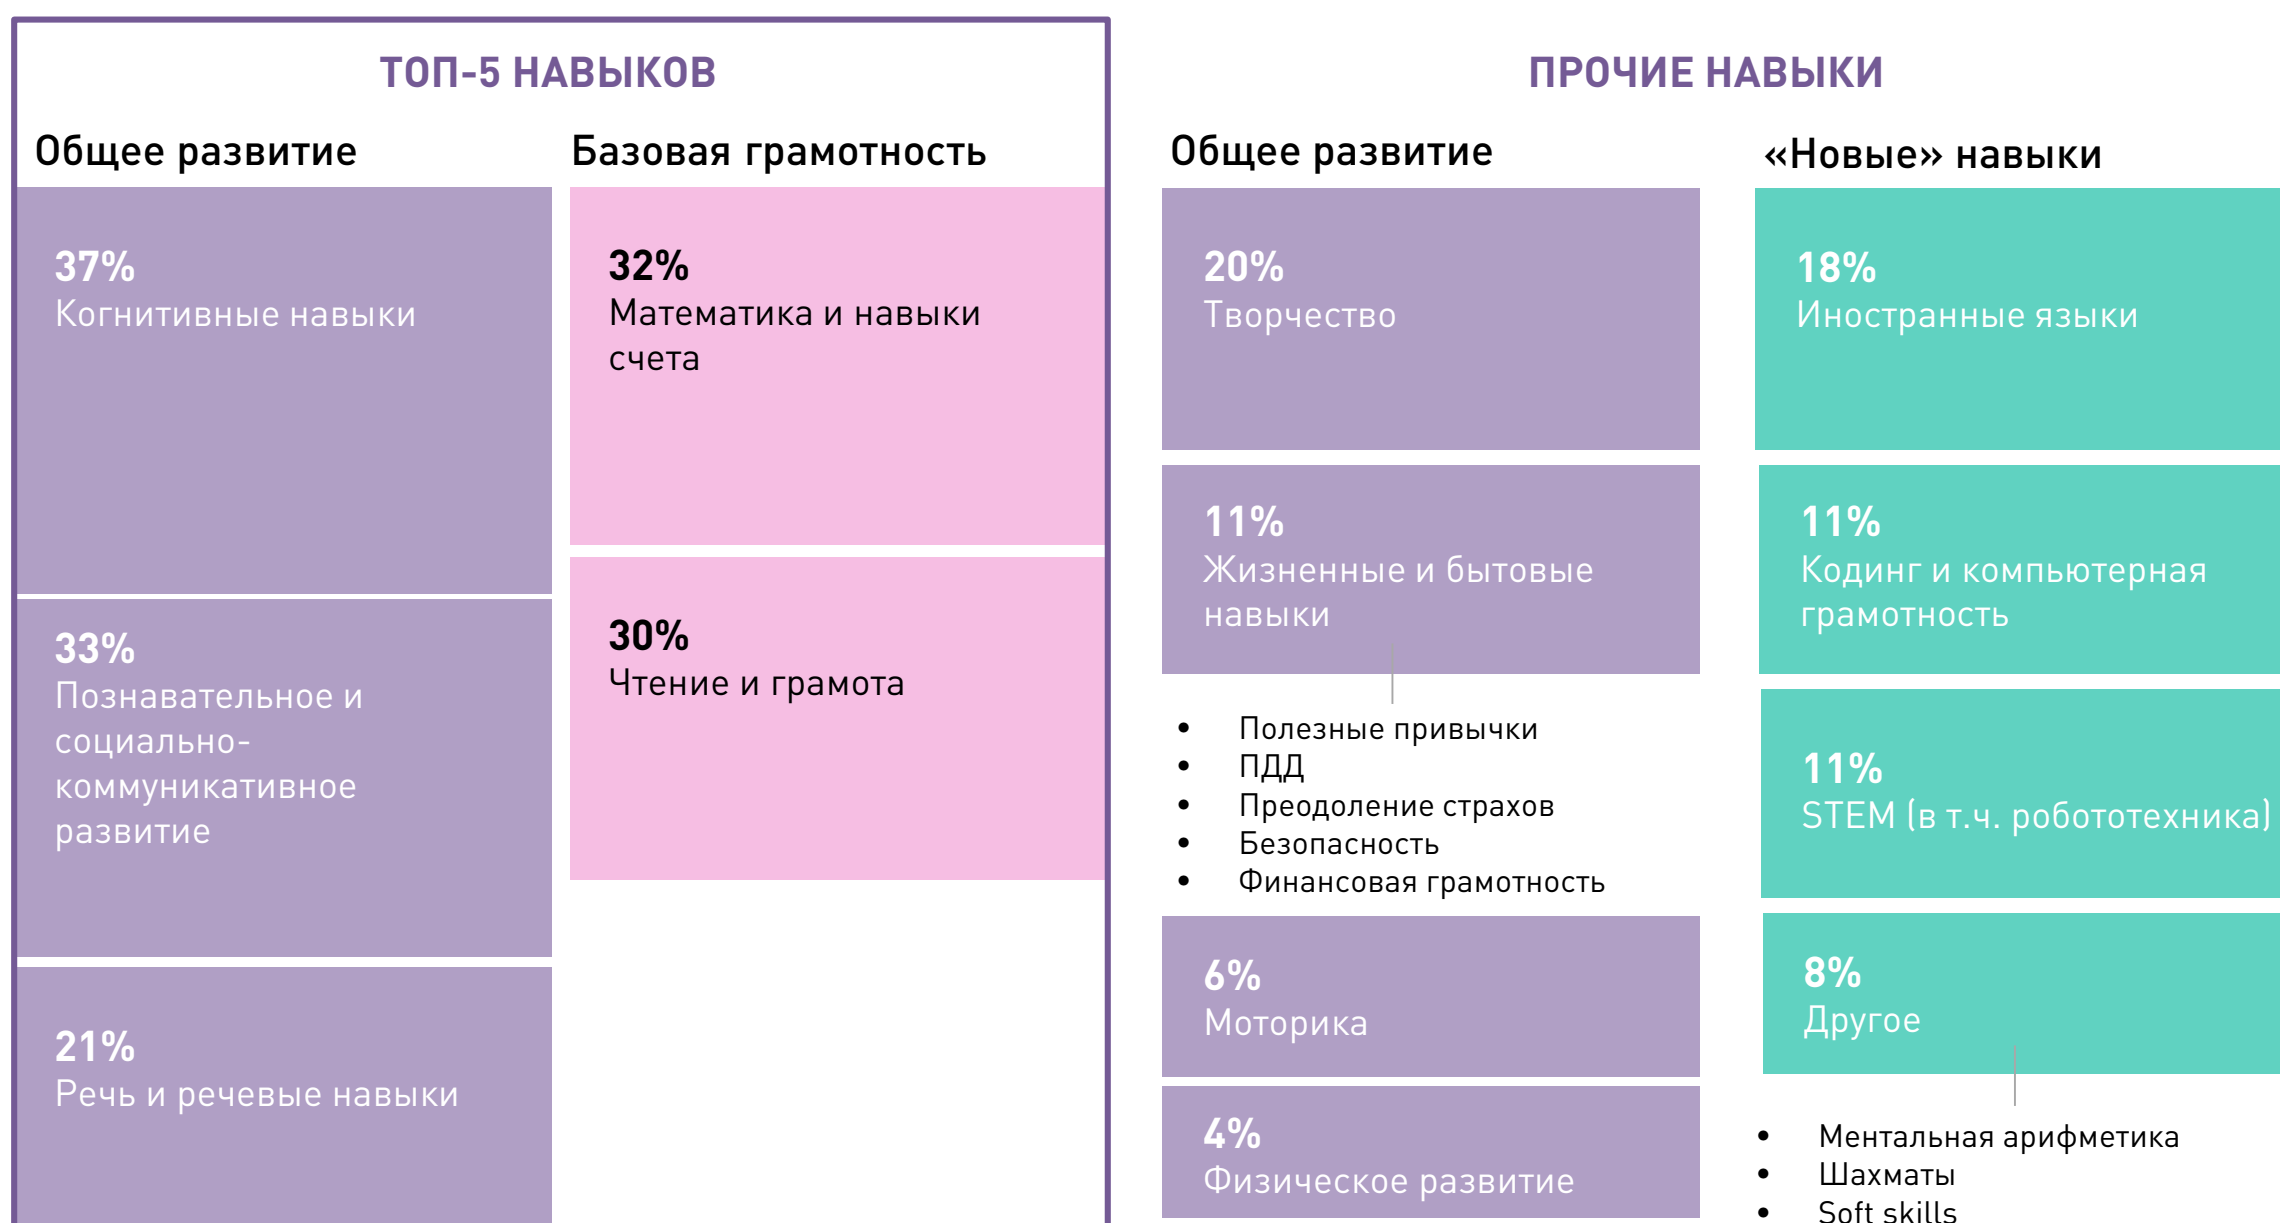 ТОП-5 НАВЫКОВ
Общее развитие
37%
Когнитивные навыки
33%
Познавательное и
социально-
коммуникативное
развитие
21%
Речь и речевые навыки
Базовая грамотность
32%
Математика и навыки
счета
30%
Чтение и грамота
ПРОЧИЕ НАВЫКИ
Общее развитие
20%
Творчество
11%
Жизненные и бытовые
навыки
• Полезные привычки
• ПДД
• Преодоление страхов
• Безопасность
• Финансовая грамотность
6%
Моторика
4%
Физическое развитие
«Новые» навыки
18%
Иностранные языки
11%
Кодинг и компьютерная
грамотность
11%
STEM (в т.ч. робототехника)
8%
Другое
• Ментальная арифметика
• Шахматы
• Soft skills